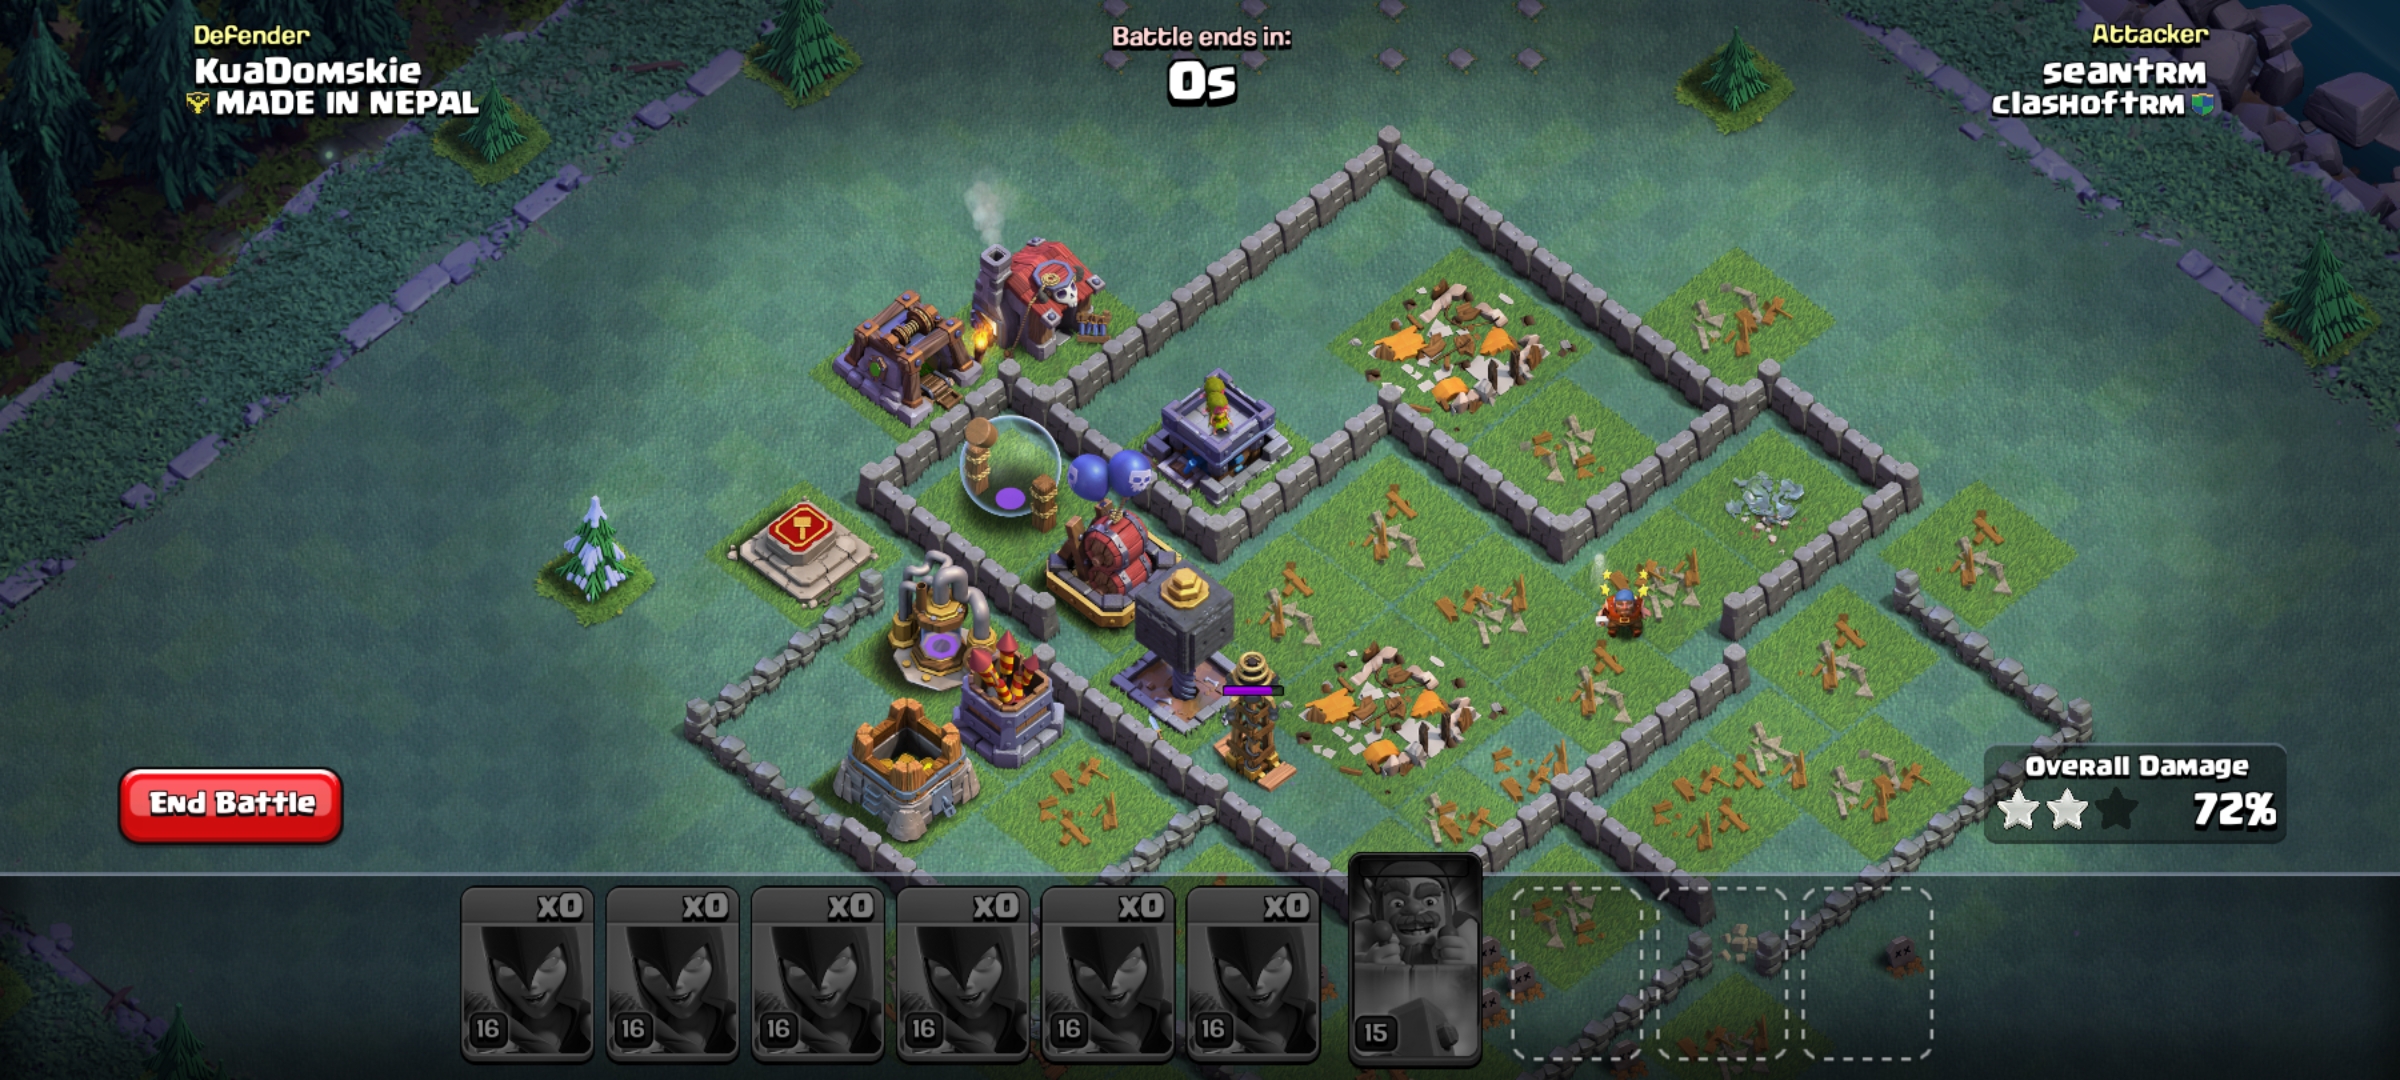 Defender
KuaDomskie
MADE IN NEPAL
Battle ends in:
0s
Attacker
seantRM
clashoftRM
End Battle
Overall Damage
72%
x0
x0
x0
x0
x0
x0
16
16
16
16
16
16
15